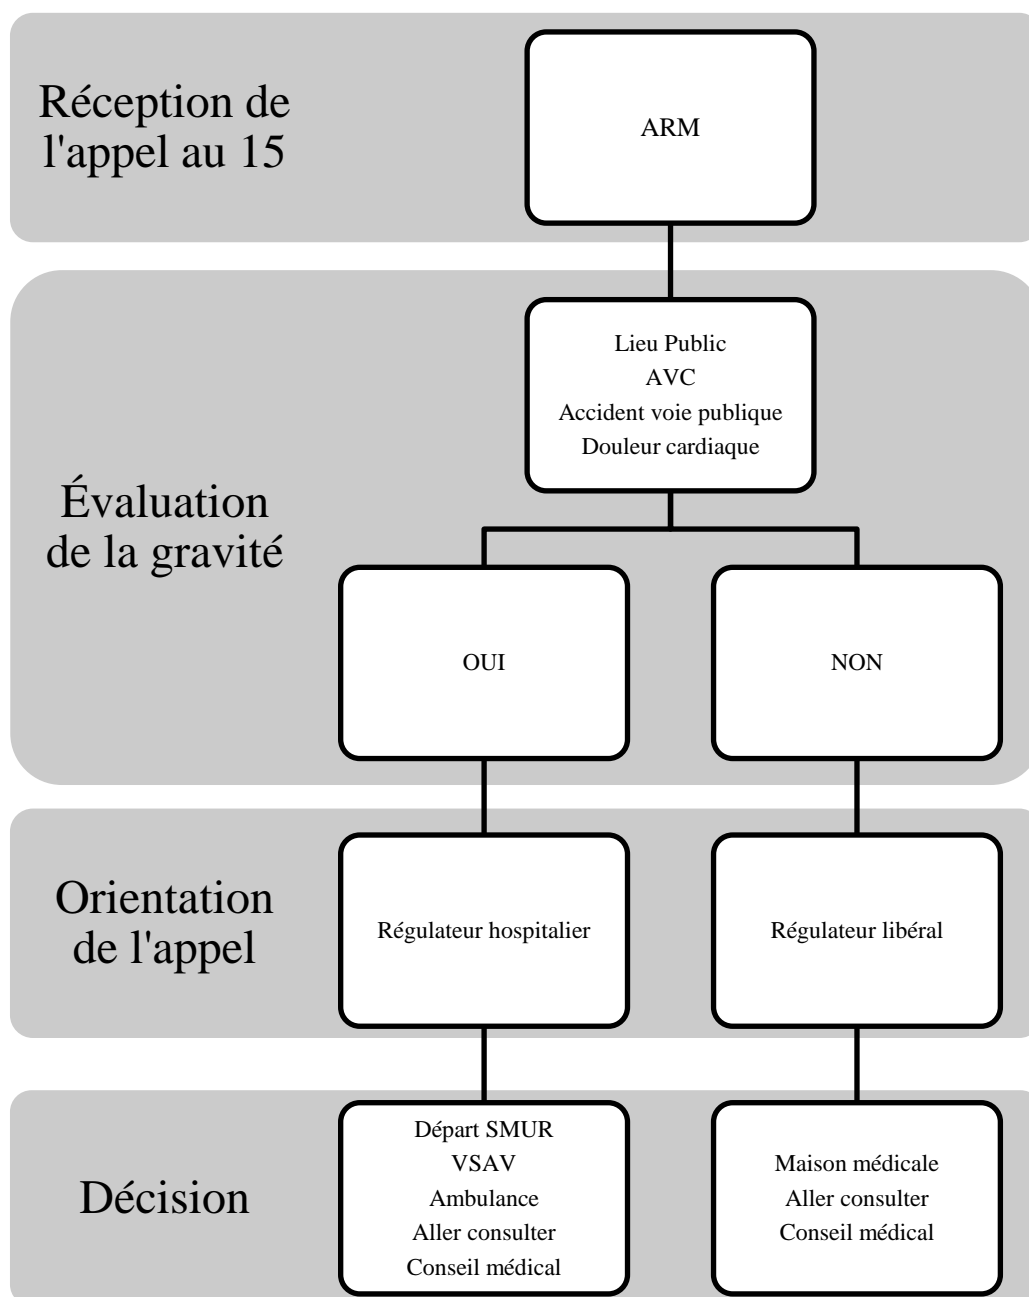 Réception de
l'appel au 15
ARM
Évaluation
de la gravité
Lieu Public
AVC
Accident voie publique
Douleur cardiaque
OUI
NON
Orientation
de l'appel
Régulateur hospitalier
Régulateur libéral
Décision
Départ SMUR
VSAV
Ambulance
Aller consulter
Conseil médical
Maison médicale
Aller consulter
Conseil médical